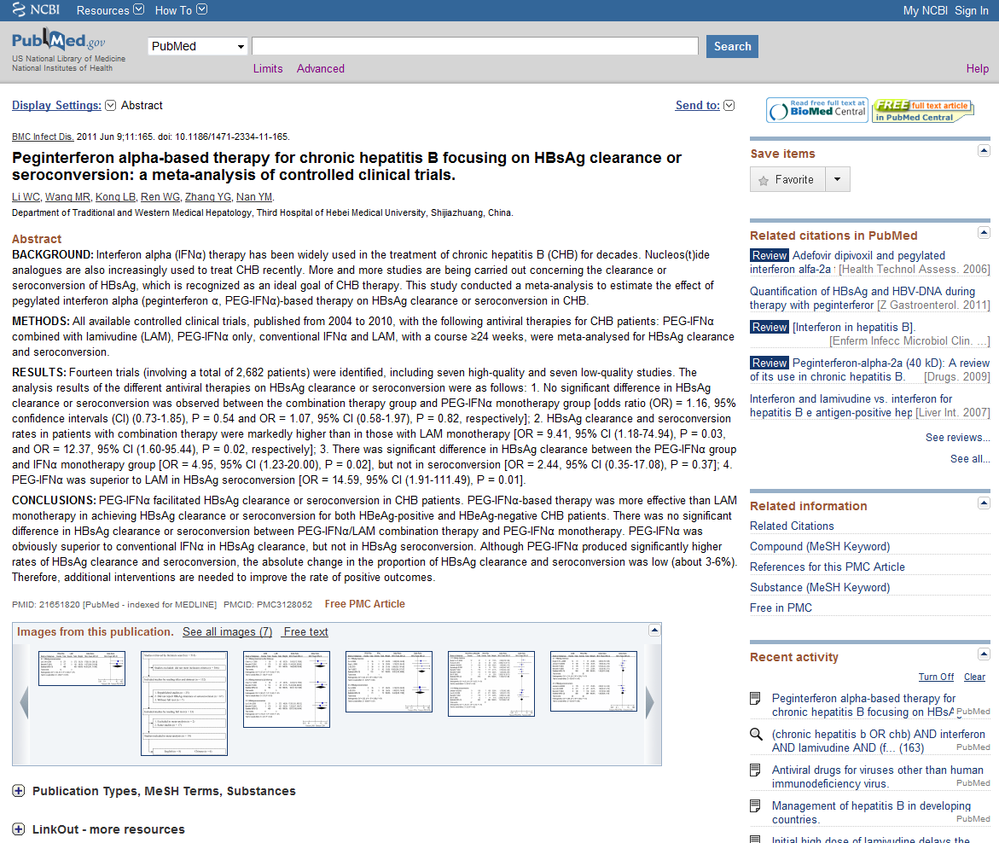 NCBI Resources How To My NCBI Sign In
PubMed.gov
US National Library of Medicine
National Institutes of Health
PubMed Search
Limits Advanced Help
Display Settings: Abstract Send to:
BMC Infect Dis. 2011 Jun 9;11:165. doi: 10.1186/1471-2334-11-165.
Peginterferon alpha-based therapy for chronic hepatitis B focusing on HBsAg clearance or
seroconversion: a meta-analysis of controlled clinical trials.
Li WC, Wang MR, Kong LB, Ren WG, Zhang YG, Nan YM.
Department of Traditional and Western Medical Hepatology, Third Hospital of Hebei Medical University, Shijiazhuang, China.
Abstract
BACKGROUND: Interferon alpha (IFNα) therapy has been widely used in the treatment of chronic hepatitis B (CHB) for decades. Nucleos(t)ide
analogues are also increasingly used to treat CHB recently. More and more studies are being carried out concerning the clearance or
seroconversion of HBsAg, which is recognized as an ideal goal of CHB therapy. This study conducted a meta-analysis to estimate the effect of
pegylated interferon alpha (peginterferon α, PEG-IFNα)-based therapy on HBsAg clearance or seroconversion in CHB.
METHODS: All available controlled clinical trials, published from 2004 to 2010, with the following antiviral therapies for CHB patients: PEG-IFNα
combined with lamivudine (LAM), PEG-IFNα only, conventional IFNα and LAM, with a course ≥24 weeks, were meta-analysed for HBsAg clearance
and seroconversion.
RESULTS: Fourteen trials (involving a total of 2,682 patients) were identified, including seven high-quality and seven low-quality studies. The
analysis results of the different antiviral therapies on HBsAg clearance or seroconversion were as follows: 1. No significant difference in HBsAg
clearance or seroconversion was observed between the combination therapy group and PEG-IFNα monotherapy group [odds ratio (OR) = 1.16, 95%
confidence intervals (CI) (0.73-1.85), P = 0.54 and OR = 1.07, 95% CI (0.58-1.97), P = 0.82, respectively]; 2. HBsAg clearance and seroconversion
rates in patients with combination therapy were markedly higher than in those with LAM monotherapy [OR = 9.41, 95% CI (1.18-74.94), P = 0.03,
and OR = 12.37, 95% CI (1.60-95.44), P = 0.02, respectively]; 3. There was significant difference in HBsAg clearance between the PEG-IFNα group
and IFNα monotherapy group [OR = 4.95, 95% CI (1.23-20.00), P = 0.02], but not in seroconversion [OR = 2.44, 95% CI (0.35-17.08), P = 0.37]; 4.
PEG-IFNα was superior to LAM in HBsAg seroconversion [OR = 14.59, 95% CI (1.91-111.49), P = 0.01].
CONCLUSIONS: PEG-IFNα facilitated HBsAg clearance or seroconversion in CHB patients. PEG-IFNα-based therapy was more effective than LAM
monotherapy in achieving HBsAg clearance or seroconversion for both HBeAg-positive and HBeAg-negative CHB patients. There was no significant
difference in HBsAg clearance or seroconversion between PEG-IFNα/LAM combination therapy and PEG-IFNα monotherapy. PEG-IFNα was
obviously superior to conventional IFNα in HBsAg clearance, but not in HBsAg seroconversion. Although PEG-IFNα produced significantly higher
rates of HBsAg clearance and seroconversion, the absolute change in the proportion of HBsAg clearance and seroconversion was low (about 3-6%).
Therefore, additional interventions are needed to improve the rate of positive outcomes.
PMID: 21651820 [PubMed - indexed for MEDLINE] PMCID: PMC3128052 Free PMC Article
Images from this publication. See all images (7) Free text
Publication Types, MeSH Terms, Substances
LinkOut - more resources
Read free full text at
BioMed Central
FREE full text article
in PubMed Central
Save items
Favorite
Related citations in PubMed
Review Adefovir dipivoxil and pegylated
interferon alfa-2a [Health Technol Assess. 2006]
Quantification of HBsAg and HBV-DNA during
therapy with peginterferor [Z Gastroenterol. 2011]
Review [Interferon in hepatitis B].
[Enferm Infecc Microbiol Clin. ...]
Review Peginterferon-alpha-2a (40 kD): A review
of its use in chronic hepatitis B. [Drugs. 2009]
Interferon and lamivudine vs. interferon for
hepatitis B e antigen-positive hep [Liver Int. 2007]
See reviews...
See all...
Related information
Related Citations
Compound (MeSH Keyword)
References for this PMC Article
Substance (MeSH Keyword)
Free in PMC
Recent activity
Turn Off Clear
Peginterferon alpha-based therapy for
chronic hepatitis B focusing on HBsA PubMed
(chronic hepatitis b OR chb) AND interferon
AND lamivudine AND (f... (163) PubMed
Antiviral drugs for viruses other than human
immunodeficiency virus. PubMed
Management of hepatitis B in developing
countries. PubMed
Initial high dose of lamivudine delays the